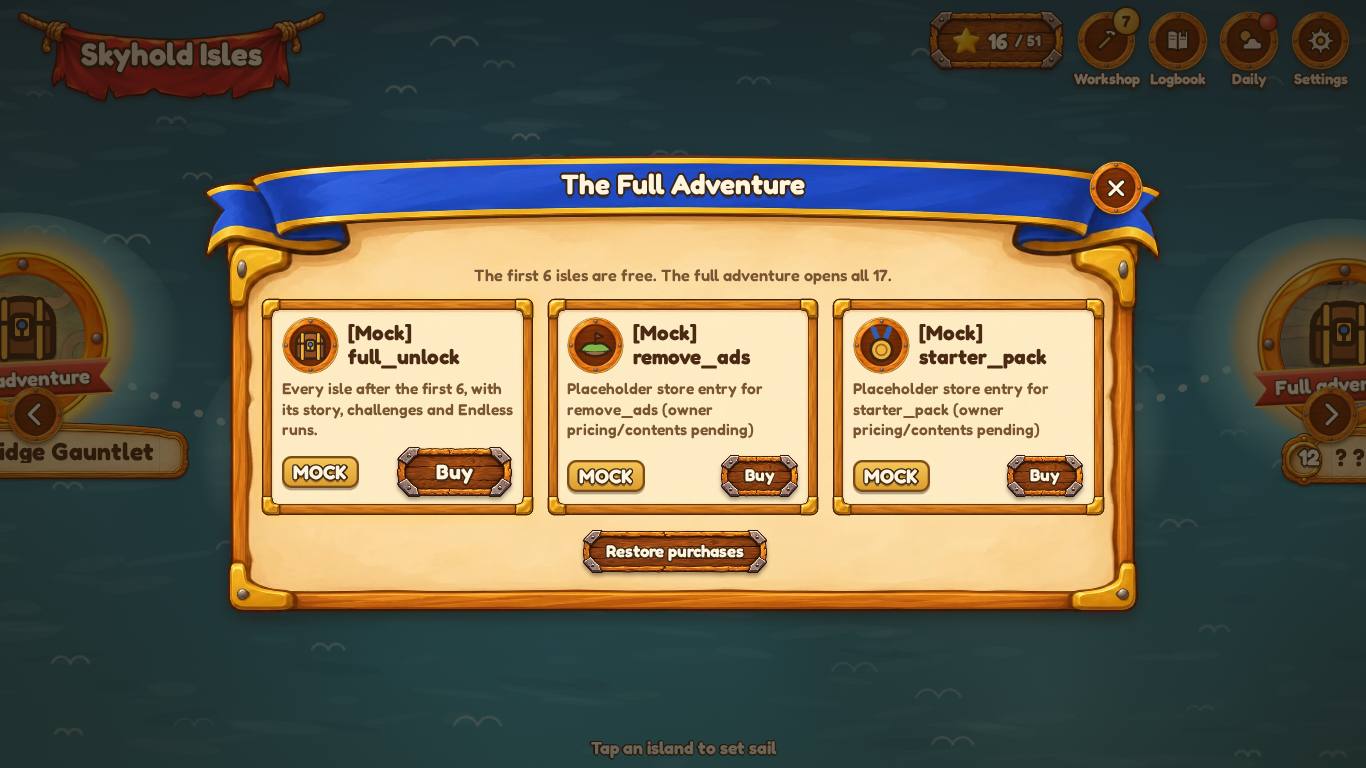 Skyhold Isles
16 / 51
7
Workshop
Logbook
Daily
Settings
The Full Adventure
The first 6 isles are free. The full adventure opens all 17.
[Mock]
full_unlock
Every isle after the first 6, with
its story, challenges and Endless
runs.
MOCK
Buy
[Mock]
remove_ads
Placeholder store entry for
remove_ads (owner
pricing/contents pending)
MOCK
Buy
[Mock]
starter_pack
Placeholder store entry for
starter_pack (owner
pricing/contents pending)
MOCK
Buy
Restore purchases
adventure
idge Gauntlet
Full adver
12 ? ?
Tap an island to set sail